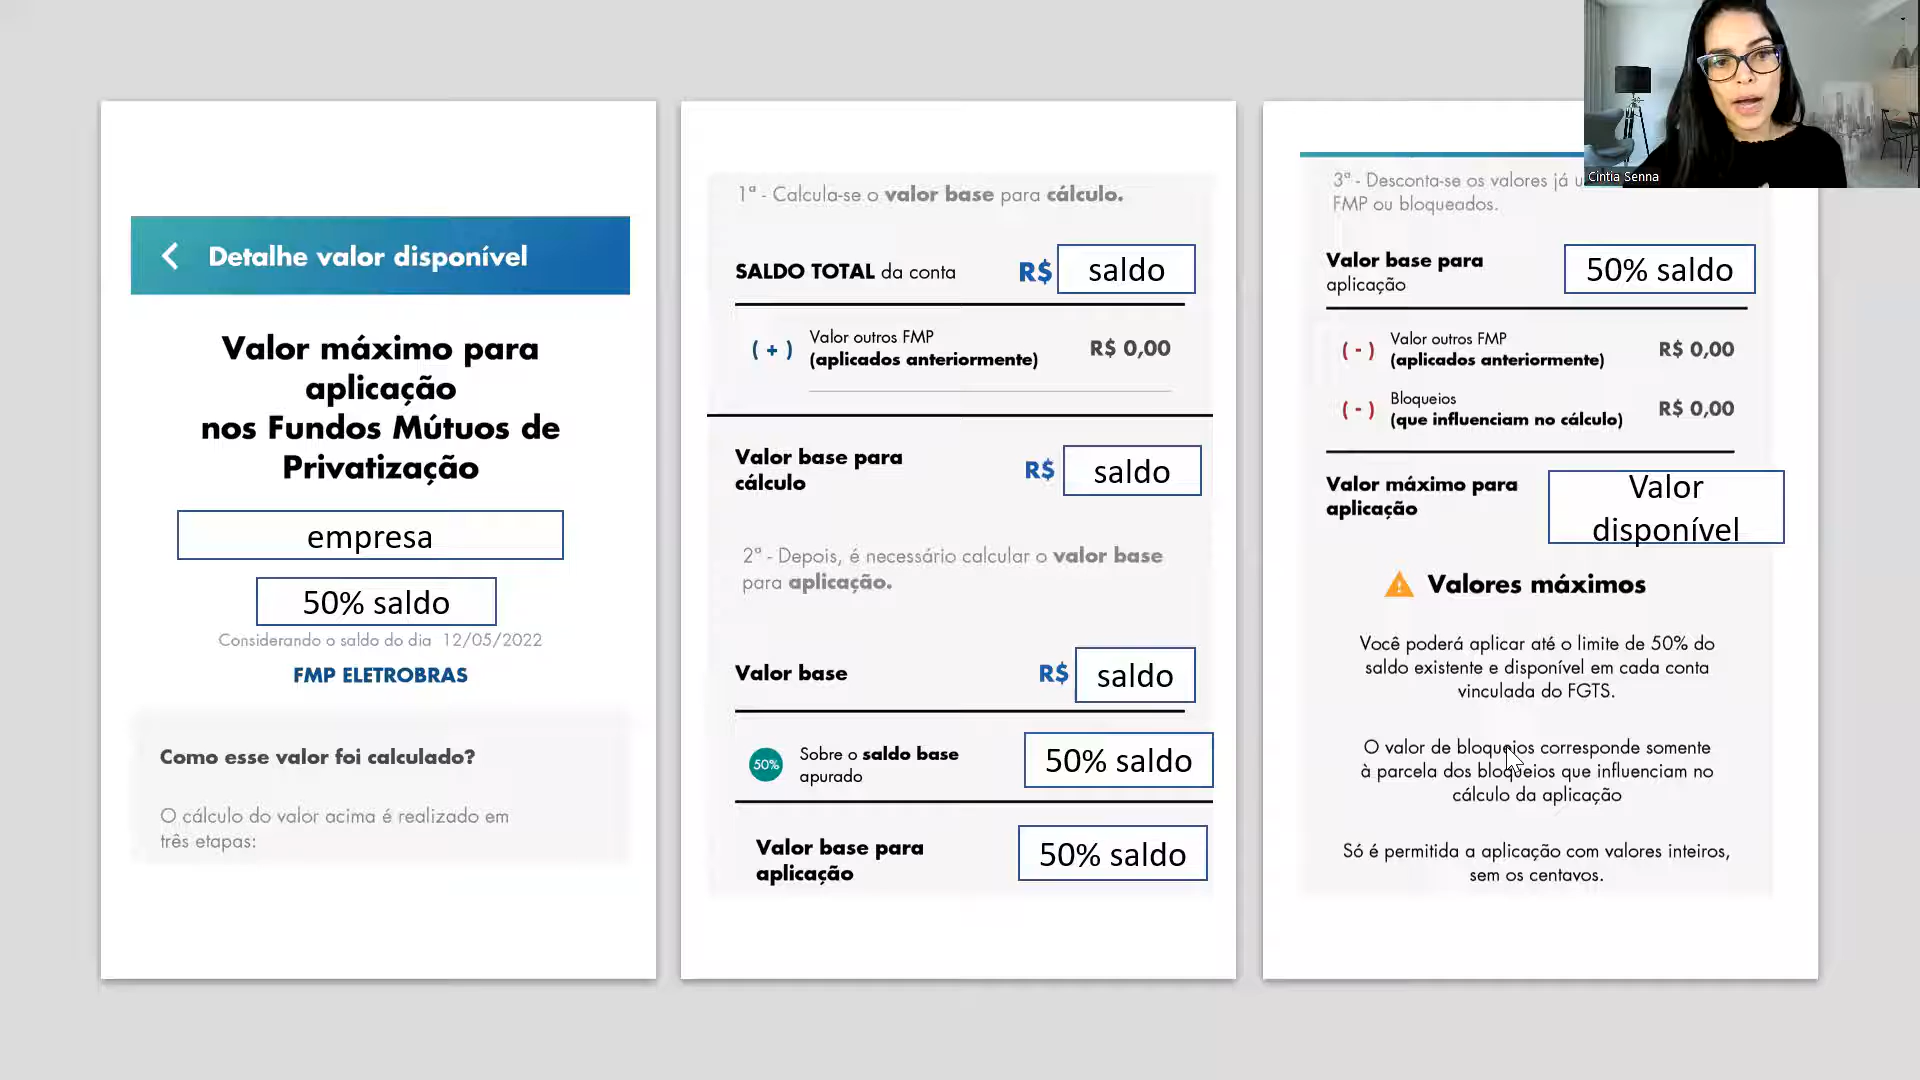 Detalhe valor disponível
Valor máximo para
aplicação
nos Fundos Mútuos de
Privatização
empresa
50% saldo
Considerando o saldo do dia 12/05/2022
FMP ELETROBRAS
Como esse valor foi calculado?
O cálculo do valor acima é realizado em
três etapas:
1ª - Calcula-se o valor base para cálculo.
SALDO TOTAL da conta R$ saldo
( + ) Valor outros FMP
(aplicados anteriormente) R$ 0,00
Valor base para
cálculo R$ saldo
2ª - Depois, é necessário calcular o valor base
para aplicação.
Valor base R$ saldo
50% Sobre o saldo base
apurado 50% saldo
Valor base para
aplicação 50% saldo
Cintia Senna
3ª - Desconta-se os valores já
FMP ou bloqueados.
Valor base para
aplicação 50% saldo
( - ) Valor outros FMP
(aplicados anteriormente) R$ 0,00
( - ) Bloqueios
(que influenciam no cálculo) R$ 0,00
Valor máximo para
aplicação
Valor
disponível
Valores máximos
Você poderá aplicar até o limite de 50% do
saldo existente e disponível em cada conta
vinculada do FGTS.
O valor de bloqueios corresponde somente
à parcela dos bloqueios que influenciam no
cálculo da aplicação
Só é permitida a aplicação com valores inteiros,
sem os centavos.